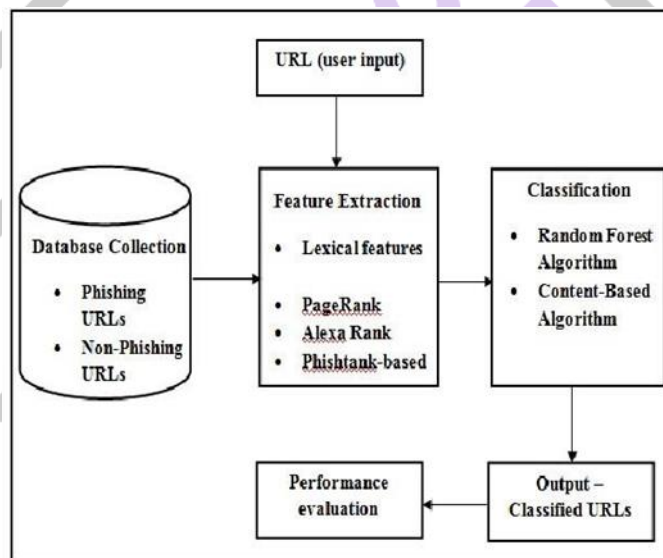 URL (user input)
Database Collection
• Phishing
URLs
• Non-Phishing
URLs
Feature Extraction
• Lexical features
• PageRank
• Alexa Rank
• Phishtank-based
Classification
• Random Forest
Algorithm
• Content-Based
Algorithm
Performance
evaluation
Output –
Classified URLs